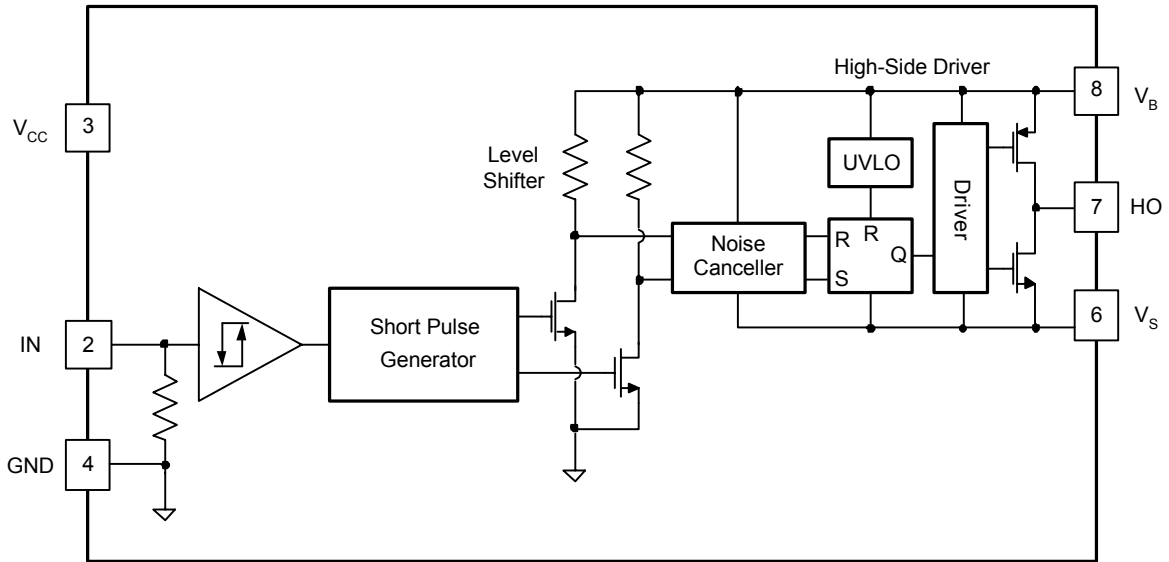 High-Side Driver
8
V_B
V_CC
3
Level
Shifter
UVLO
Driver
7
HO
Noise
Canceller
R
R
Q
S
6
V_S
IN
2
Short Pulse
Generator
GND
4